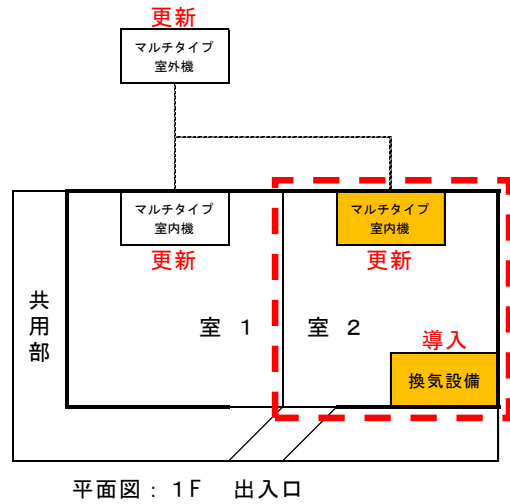 更新
マルチタイプ
室外機
マルチタイプ
室内機
更新
マルチタイプ
室内機
更新
共用部
室 1
室 2
導入
換気設備
平面図：1F 出入口